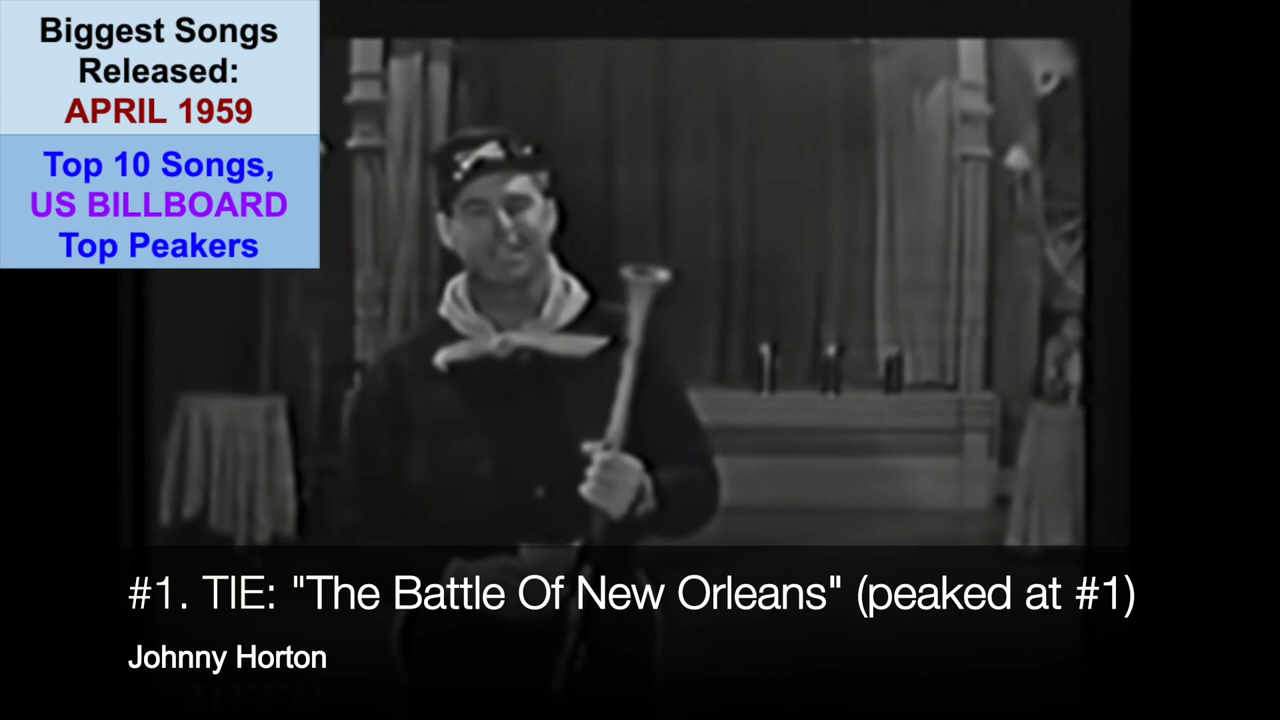 Biggest Songs
Released:
APRIL 1959
Top 10 Songs,
US BILLBOARD
Top Peakers
#1. TIE: "The Battle Of New Orleans" (peaked at #1)
Johnny Horton